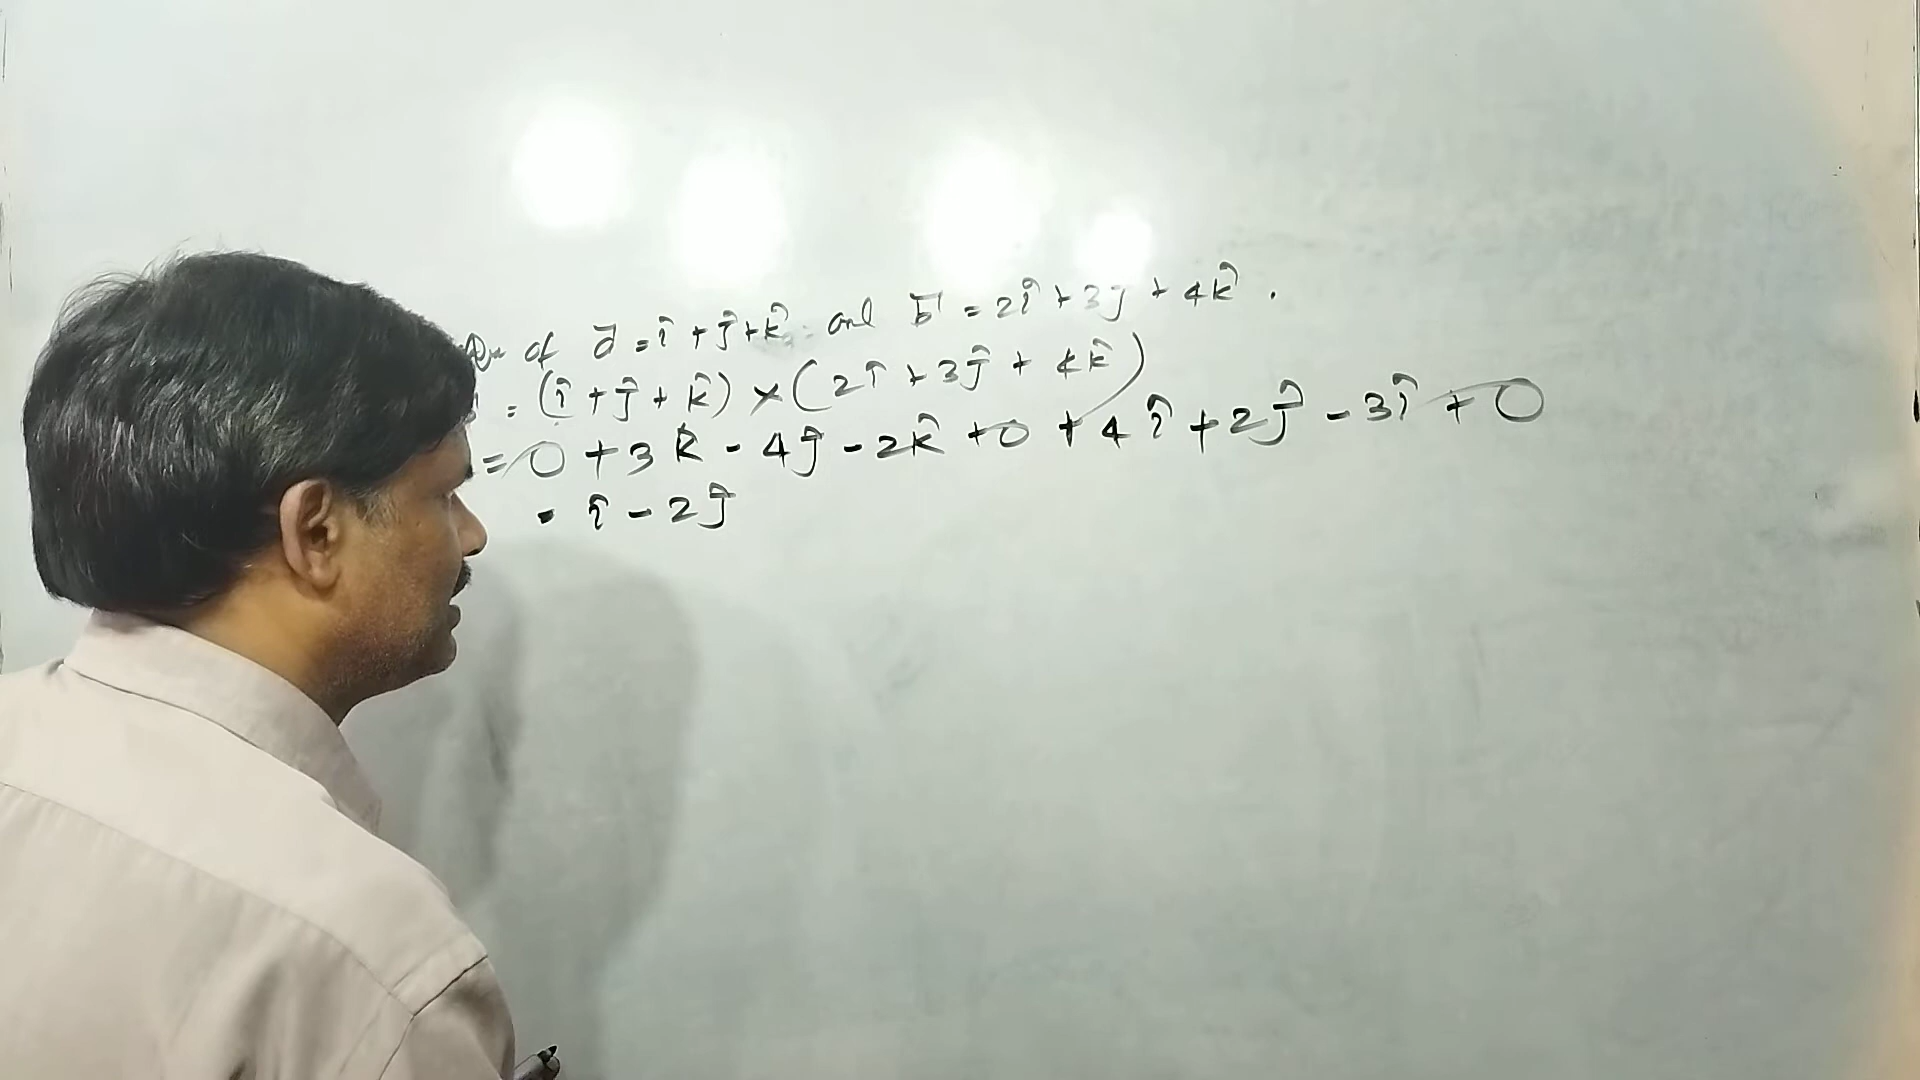 of a⃗ = î + ĵ + k̂ and b⃗ = 2î + 3ĵ + 4k̂ .
= (î + ĵ + k̂) × (2î + 3ĵ + 4k̂)
= 0 + 3k̂ - 4ĵ - 2k̂ + 0 + 4î + 2ĵ - 3î + 0
= î - 2ĵ